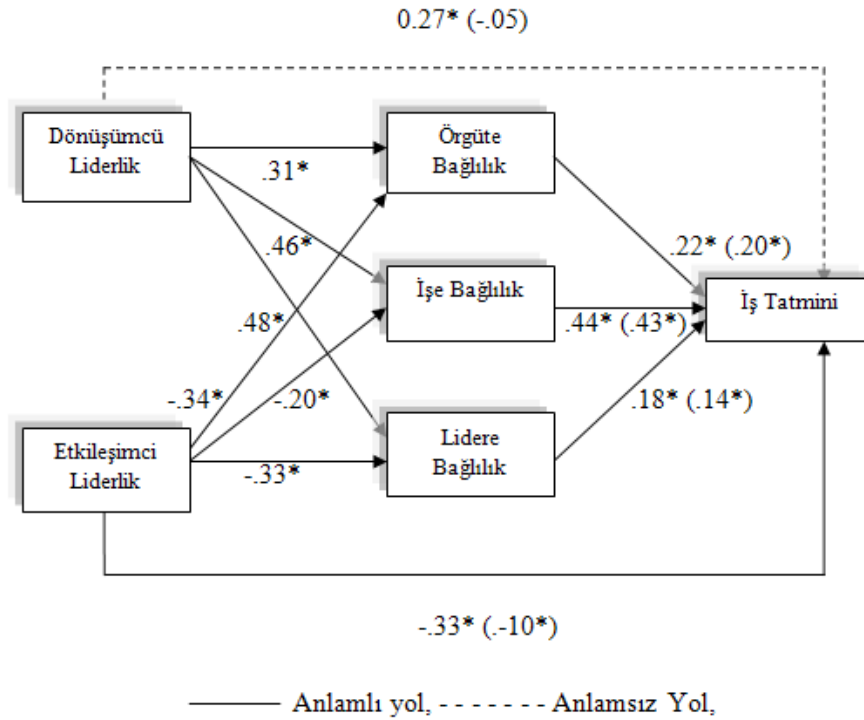 0.27* (-.05)
Dönüşümcü
Liderlik
Örgüte
Bağlılık
.31*
.46*
.22* (.20*)
İşe Bağlılık
İş Tatmini
.48*
.44* (.43*)
-.34*
-.20*
.18* (.14*)
Etkileşimci
Liderlik
Lidere
Bağlılık
-.33*
-.33* (.-10*)
Anlamlı yol, - - - - - - - Anlamsız Yol,